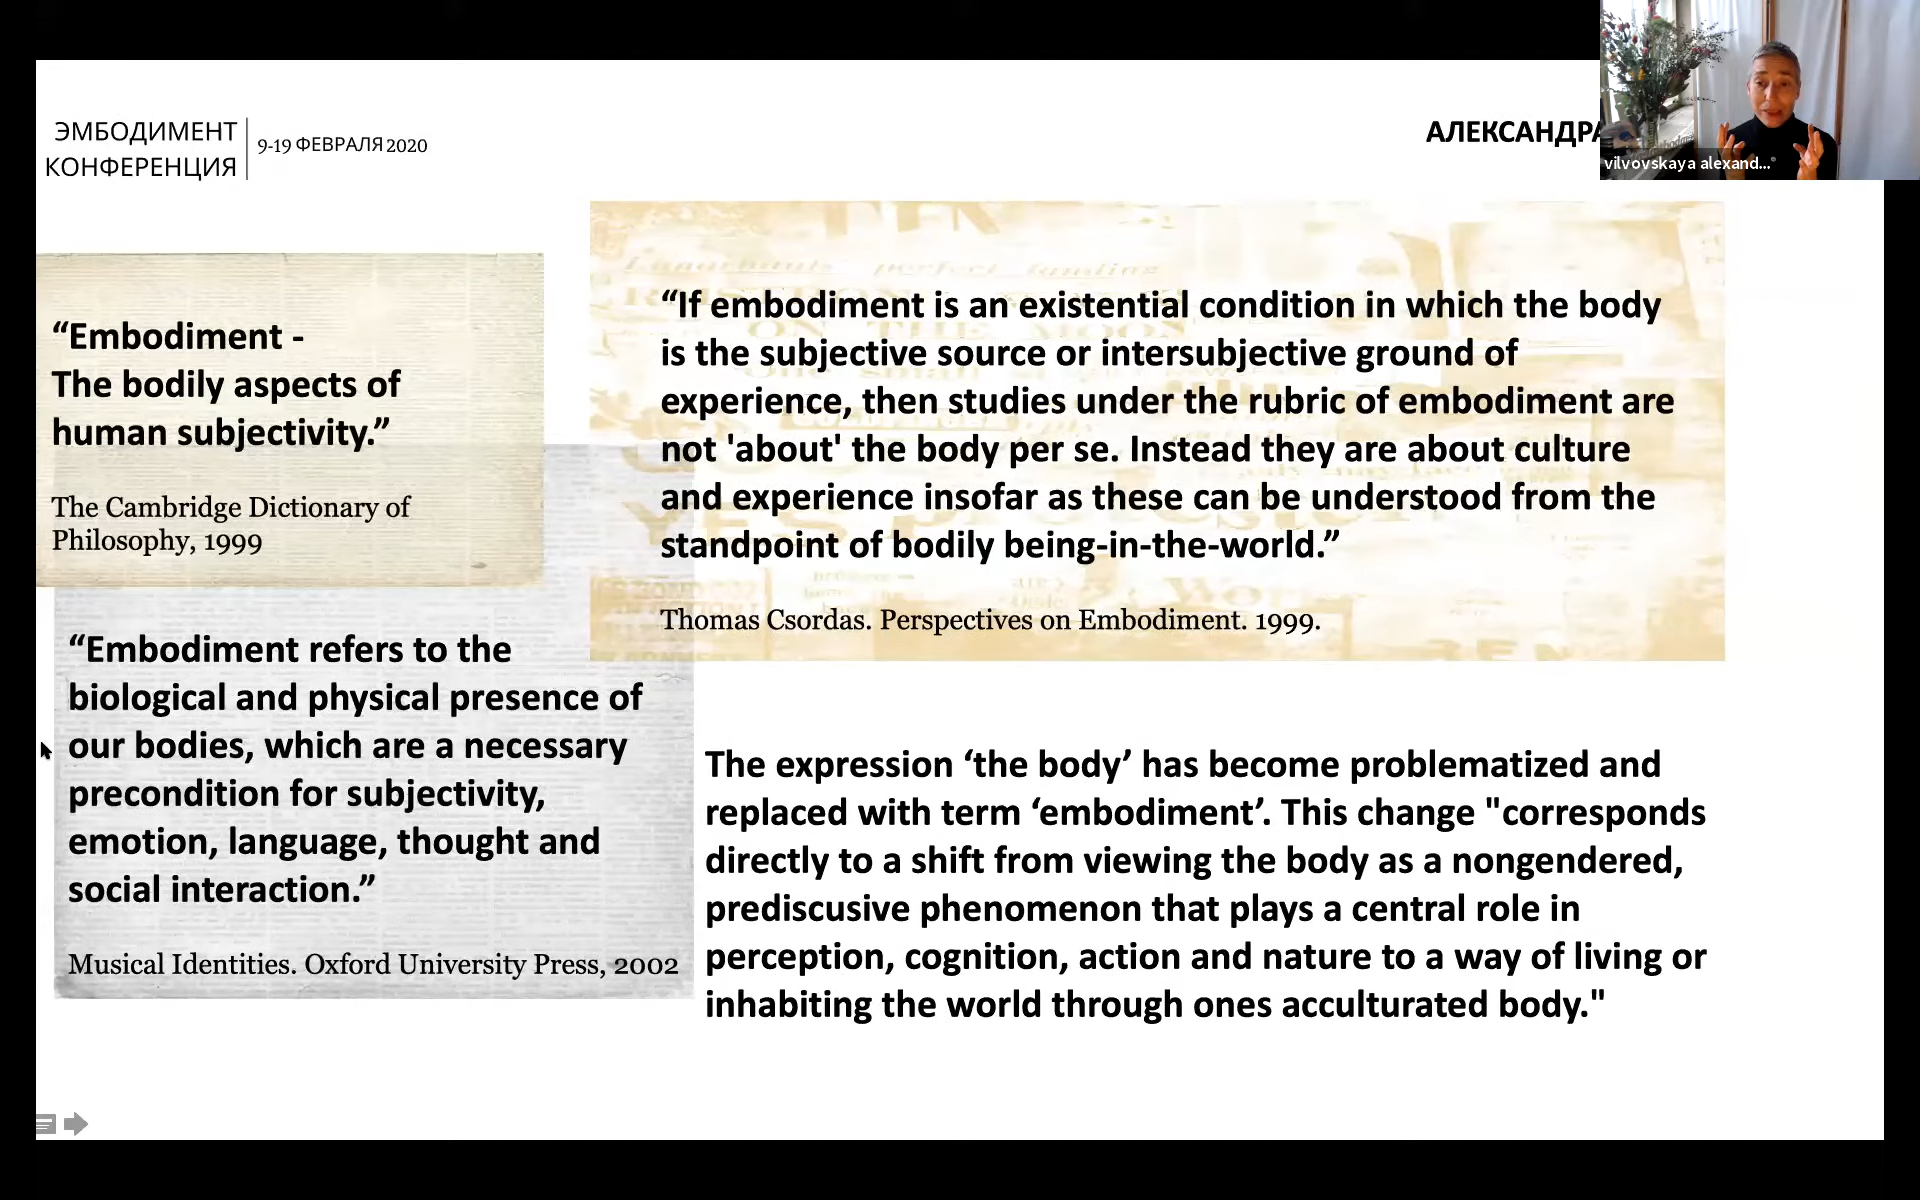 ЭМБОДИМЕНТ
КОНФЕРЕНЦИЯ
9-19 ФЕВРАЛЯ 2020
АЛЕКСАНДРА
vilvovskaya alexand...
“Embodiment -
The bodily aspects of
human subjectivity.”
The Cambridge Dictionary of
Philosophy, 1999
“Embodiment refers to the
biological and physical presence of
our bodies, which are a necessary
precondition for subjectivity,
emotion, language, thought and
social interaction.”
Musical Identities. Oxford University Press, 2002
“If embodiment is an existential condition in which the body
is the subjective source or intersubjective ground of
experience, then studies under the rubric of embodiment are
not 'about' the body per se. Instead they are about culture
and experience insofar as these can be understood from the
standpoint of bodily being-in-the-world.”
Thomas Csordas. Perspectives on Embodiment. 1999.
The expression ‘the body’ has become problematized and
replaced with term ‘embodiment’. This change "corresponds
directly to a shift from viewing the body as a nongendered,
prediscusive phenomenon that plays a central role in
perception, cognition, action and nature to a way of living or
inhabiting the world through ones acculturated body."